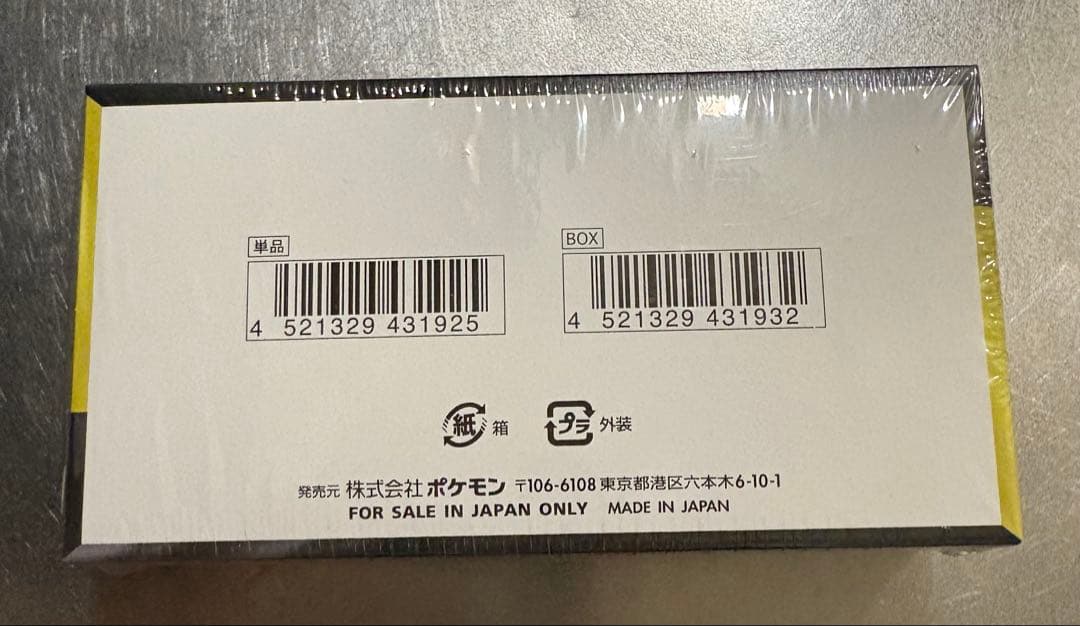 単品
BOX
4 521329 431925
4 521329 431932
紙 箱
プラ 外装
発売元 株式会社 ポケモン 〒106-6108 東京都港区六本木6-10-1
FOR SALE IN JAPAN ONLY MADE IN JAPAN